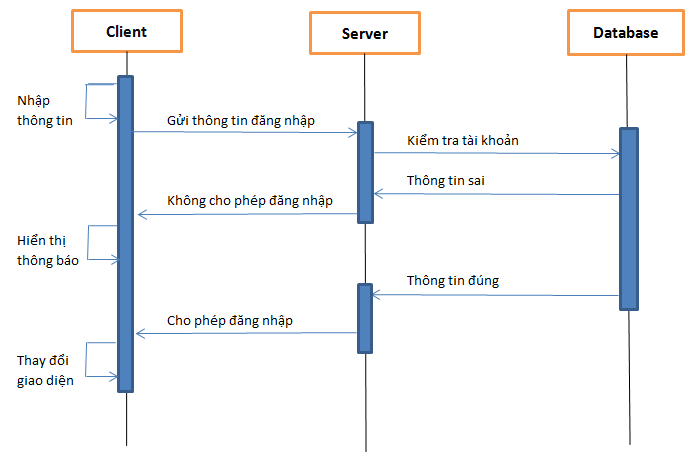 Client
Server
Database
Nhập
thông tin
Gửi thông tin đăng nhập
Kiểm tra tài khoản
Thông tin sai
Không cho phép đăng nhập
Hiển thị
thông báo
Thông tin đúng
Cho phép đăng nhập
Thay đổi
giao diện